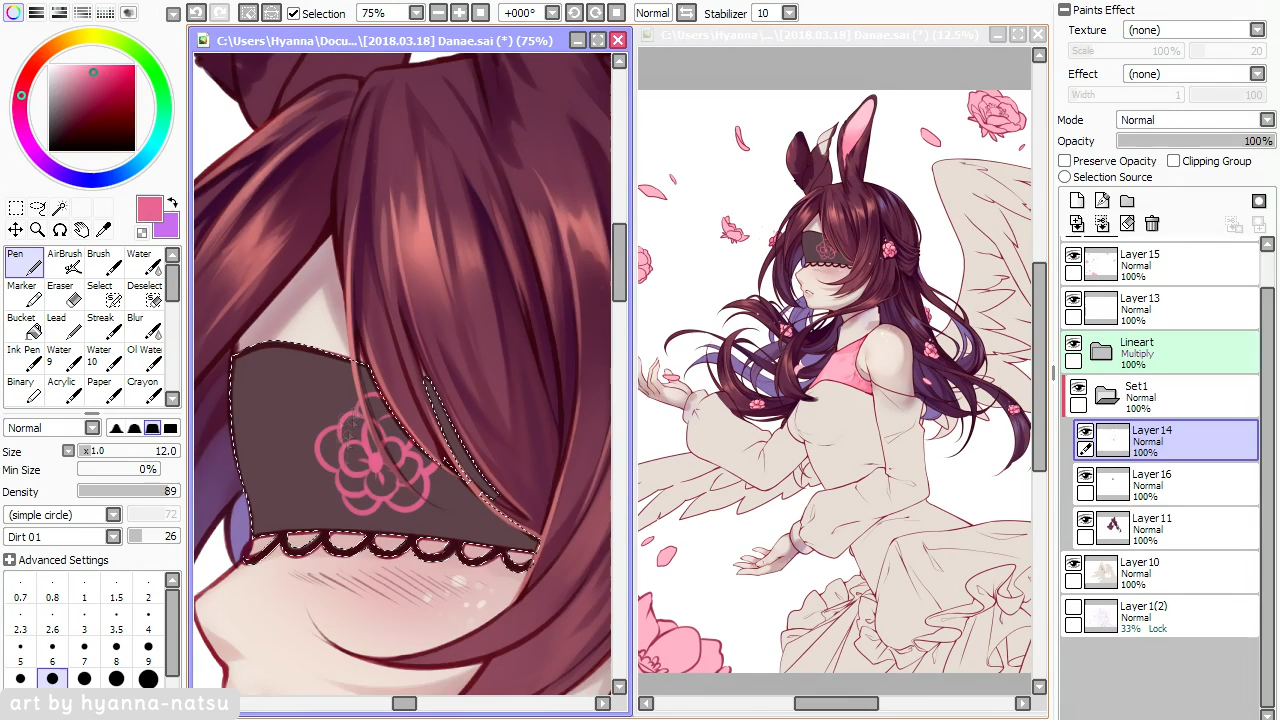 Selection
75%
+000°
Normal
Stabilizer
10
C:\Users\Hyanna\Docu...\[2018.03.18] Danae.sai (*) (75%)
C:\Users\Hyanna\D...\[2018.03.18] Danae.sai (*) (12.5%)
Pen
AirBrush
Brush
Water
Marker
Eraser
Select
Deselect
Bucket
Lead
Streak
Blur
Ink Pen
Water 9
Water 10
Oil Water
Binary
Acrylic
Paper
Crayon
Normal
Size
x1.0
12.0
Min Size
0%
Density
89
(simple circle)
72
Dirt 01
26
Advanced Settings
0.7 0.8 1 1.5 2
2.3 2.6 3 3.5 4
5 6 7 8 9
art by hyanna-natsu
Paints Effect
Texture
(none)
Scale
100%
20
Effect
(none)
Width
1
100
Mode
Normal
Opacity
100%
Preserve Opacity
Clipping Group
Selection Source
Layer15
Normal
100%
Layer13
Normal
100%
Lineart
Multiply
100%
Set1
Normal
100%
Layer14
Normal
100%
Layer16
Normal
100%
Layer11
Normal
100%
Layer10
Normal
100%
Layer1(2)
Normal
33% Lock